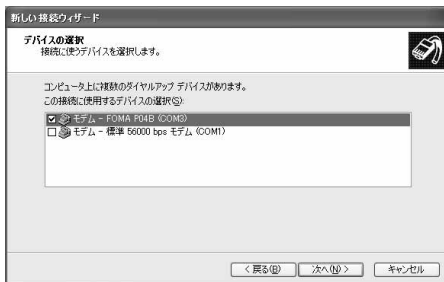 新しい接続ウィザード
デバイスの選択
接続に使うデバイスを選択します。
コンピュータ上に複数のダイヤルアップ デバイスがあります。
この接続に使用するデバイスの選択(S):
モデム - FOMA P04B (COM3)
モデム - 標準 56000 bps モデム (COM1)
< 戻る(B)
次へ(N) >
キャンセル